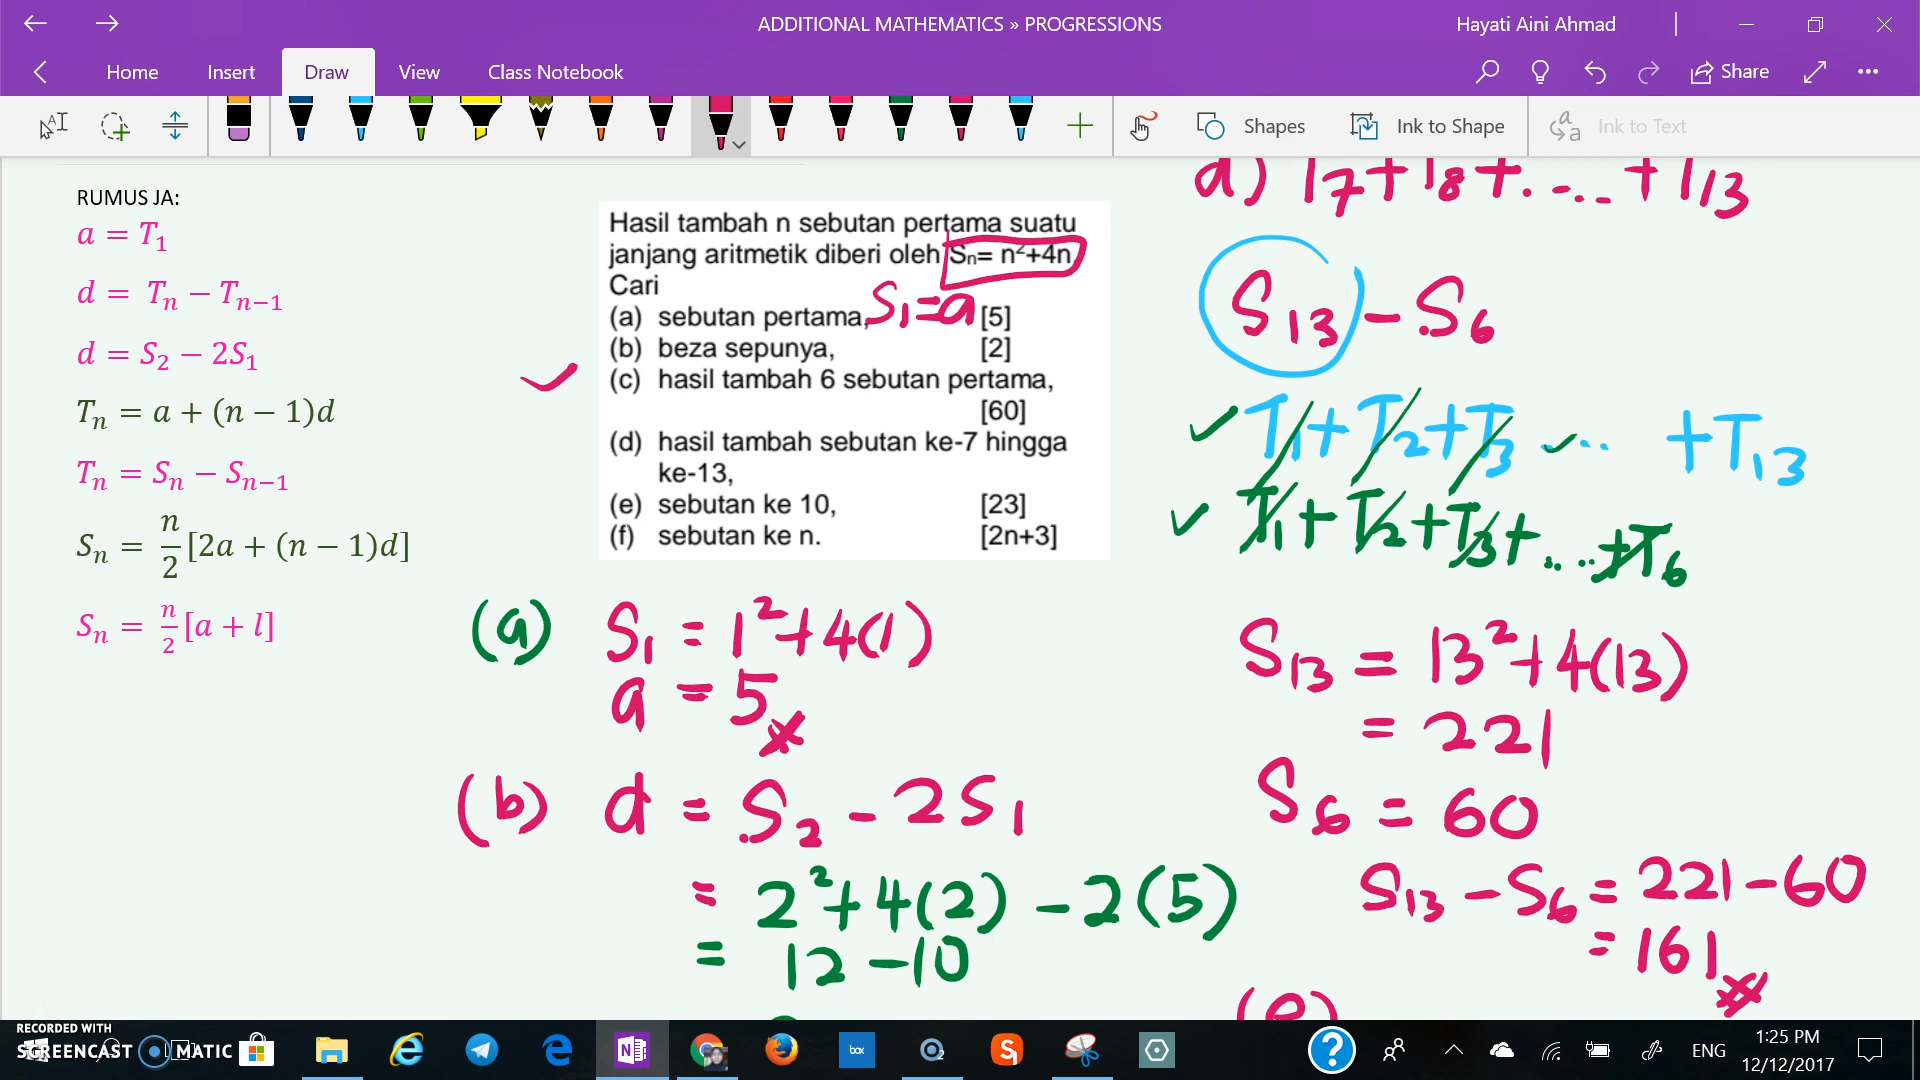 ADDITIONAL MATHEMATICS » PROGRESSIONS
Hayati Aini Ahmad
Home Insert Draw View Class Notebook
Share
Shapes
Ink to Shape
Ink to Text
RUMUS JA:
a = T₁
d = Tₙ − Tₙ₋₁
d = S₂ − 2S₁
Tₙ = a + (n − 1)d
Tₙ = Sₙ − Sₙ₋₁
Sₙ = n/2 [2a + (n − 1)d]
Sₙ = n/2 [a + l]
Hasil tambah n sebutan pertama suatu
janjang aritmetik diberi oleh Sₙ= n²+4n.
Cari
(a) sebutan pertama, S₁=a [5]
(b) beza sepunya, [2]
(c) hasil tambah 6 sebutan pertama,
[60]
(d) hasil tambah sebutan ke-7 hingga
ke-13,
(e) sebutan ke 10, [23]
(f) sebutan ke n. [2n+3]
(a) S₁ = 1²+4(1)
a = 5
(b) d = S₂ − 2S₁
= 2²+4(2) − 2(5)
= 12 − 10
d) T₇+T₈+.....+T₁₃
S₁₃ − S₆
T₁+T₂+T₃ ... +T₁₃
T₁+T₂+T₃+.....+T₆
S₁₃ = 13²+4(13)
= 221
S₆ = 60
S₁₃ − S₆ = 221 − 60
= 161
(e)
RECORDED WITH
SCREENCAST MATIC
box
ENG
1:25 PM
12/12/2017